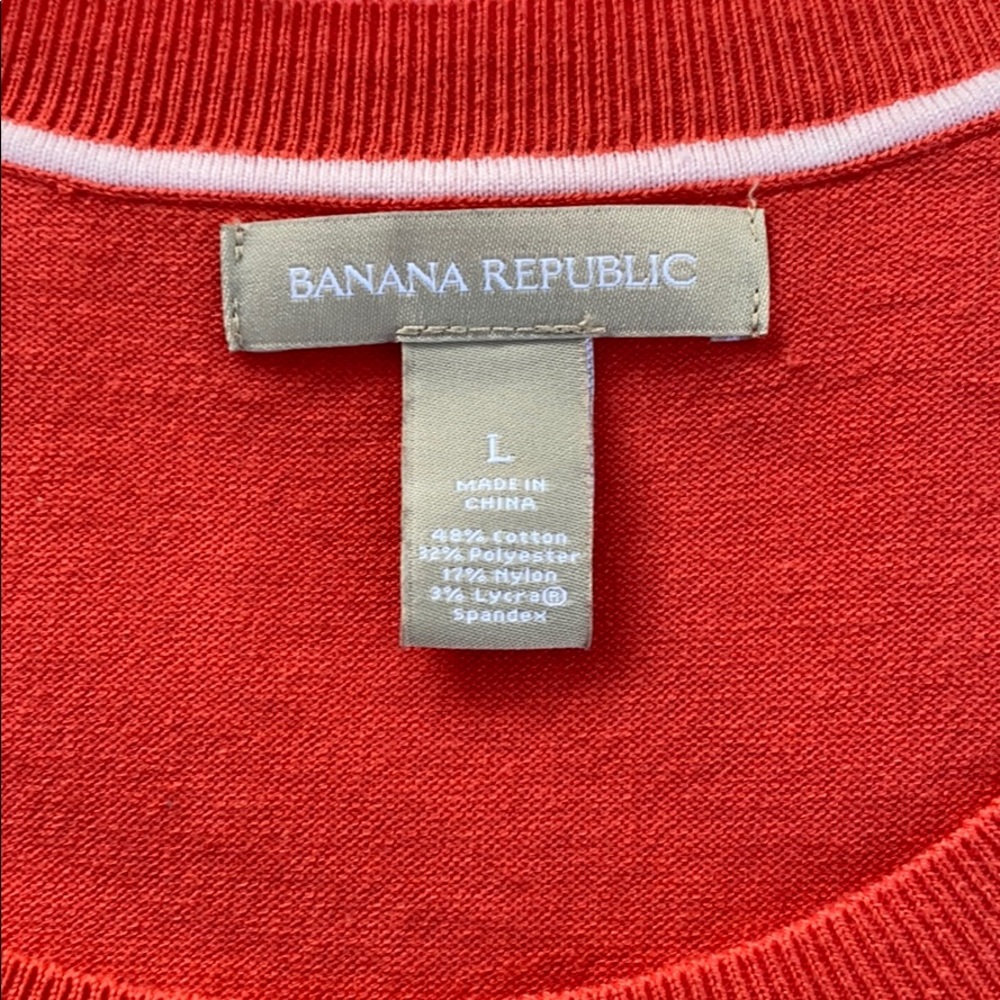 BANANA REPUBLIC
L
MADE IN
CHINA
48% Cotton
32% Polyester
17% Nylon
3% Lycra®
Spandex